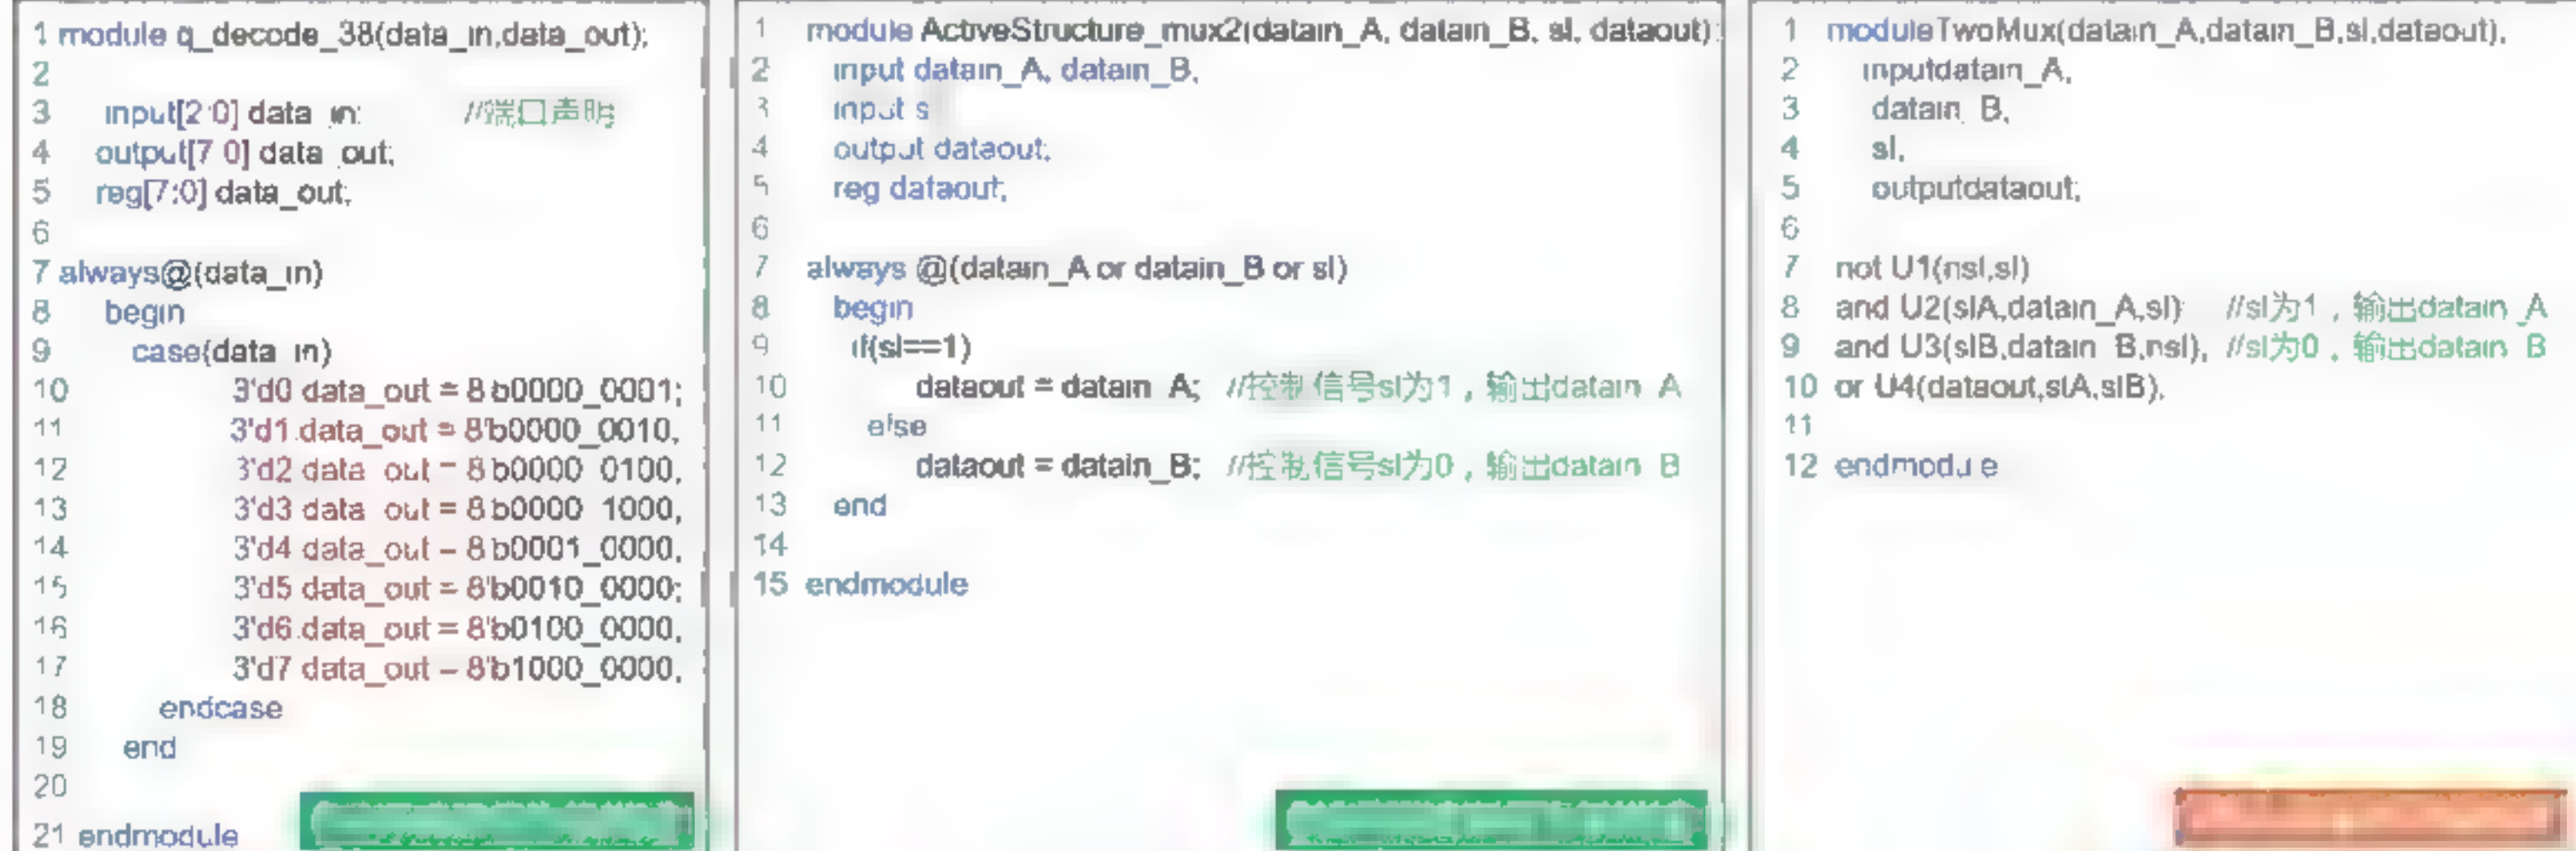 1 module q_decode_38(data_in,data_out);
2
3 input[2:0] data_in; //端口声明
4 output[7:0] data_out;
5 reg[7:0] data_out;
6
7 always@(data_in)
8 begin
9 case(data_in)
10 3'd0:data_out = 8'b0000_0001;
11 3'd1:data_out = 8'b0000_0010;
12 3'd2:data_out = 8'b0000_0100;
13 3'd3:data_out = 8'b0000_1000;
14 3'd4:data_out = 8'b0001_0000;
15 3'd5:data_out = 8'b0010_0000;
16 3'd6:data_out = 8'b0100_0000;
17 3'd7:data_out = 8'b1000_0000;
18 endcase
19 end
20
21 endmodule
1 module ActiveStructure_mux2(datain_A, datain_B, sl, dataout);
2 input datain_A, datain_B,
3 input s
4 output dataout;
5 reg dataout;
6
7 always @(datain_A or datain_B or sl)
8 begin
9 if(sl==1)
10 dataout = datain_A; //控制信号sl为1，输出datain_A
11 else
12 dataout = datain_B; //控制信号sl为0，输出datain_B
13 end
14
15 endmodule
1 moduleTwoMux(datain_A,datain_B,sl,dataout);
2 inputdatain_A,
3 datain_B,
4 sl,
5 outputdataout;
6
7 not U1(nsl,sl)
8 and U2(slA,datain_A,sl) //sl为1，输出datain_A
9 and U3(slB,datain_B,nsl); //sl为0，输出datain_B
10 or U4(dataout,slA,slB);
11
12 endmodule